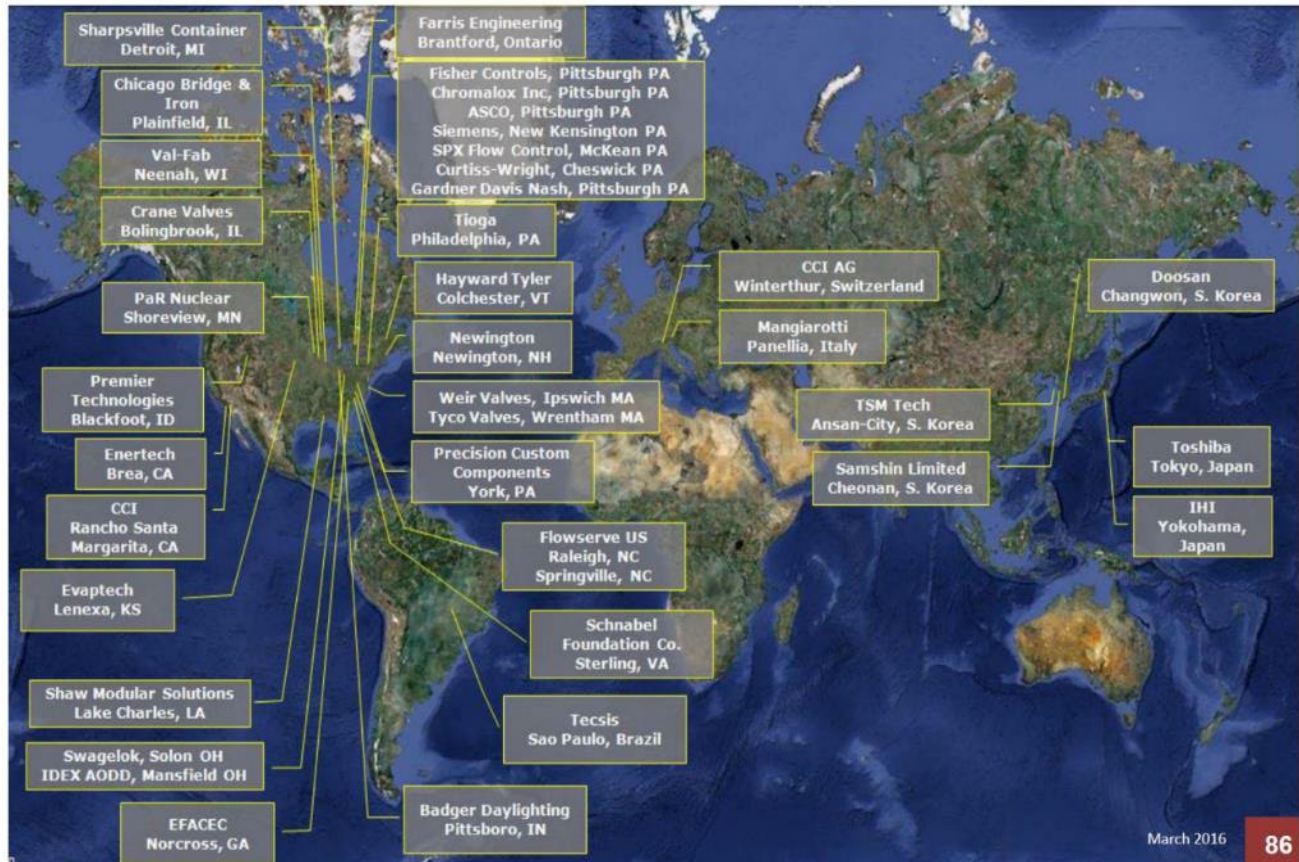 Sharpsville Container
Detroit, MI
Chicago Bridge &
Iron
Plainfield, IL
Val-Fab
Neenah, WI
Crane Valves
Bolingbrook, IL
PaR Nuclear
Shoreview, MN
Premier
Technologies
Blackfoot, ID
Enertech
Brea, CA
CCI
Rancho Santa
Margarita, CA
Evaptech
Lenexa, KS
Shaw Modular Solutions
Lake Charles, LA
Swagelok, Solon OH
IDEX AODD, Mansfield OH
EFACEC
Norcross, GA
Farris Engineering
Brantford, Ontario
Fisher Controls, Pittsburgh PA
Chromalox Inc, Pittsburgh PA
ASCO, Pittsburgh PA
Siemens, New Kensington PA
SPX Flow Control, McKean PA
Curtiss-Wright, Cheswick PA
Gardner Davis Nash, Pittsburgh PA
Tioga
Philadelphia, PA
Hayward Tyler
Colchester, VT
Newington
Newington, NH
Weir Valves, Ipswich MA
Tyco Valves, Wrentham MA
Precision Custom
Components
York, PA
Flowserve US
Raleigh, NC
Springville, NC
Schnabel
Foundation Co.
Sterling, VA
Tecsis
Sao Paulo, Brazil
Badger Daylighting
Pittsboro, IN
CCI AG
Winterthur, Switzerland
Mangiarotti
Panellia, Italy
Doosan
Changwon, S. Korea
TSM Tech
Ansan-City, S. Korea
Samshin Limited
Cheonan, S. Korea
Toshiba
Tokyo, Japan
IHI
Yokohama,
Japan
March 2016
86